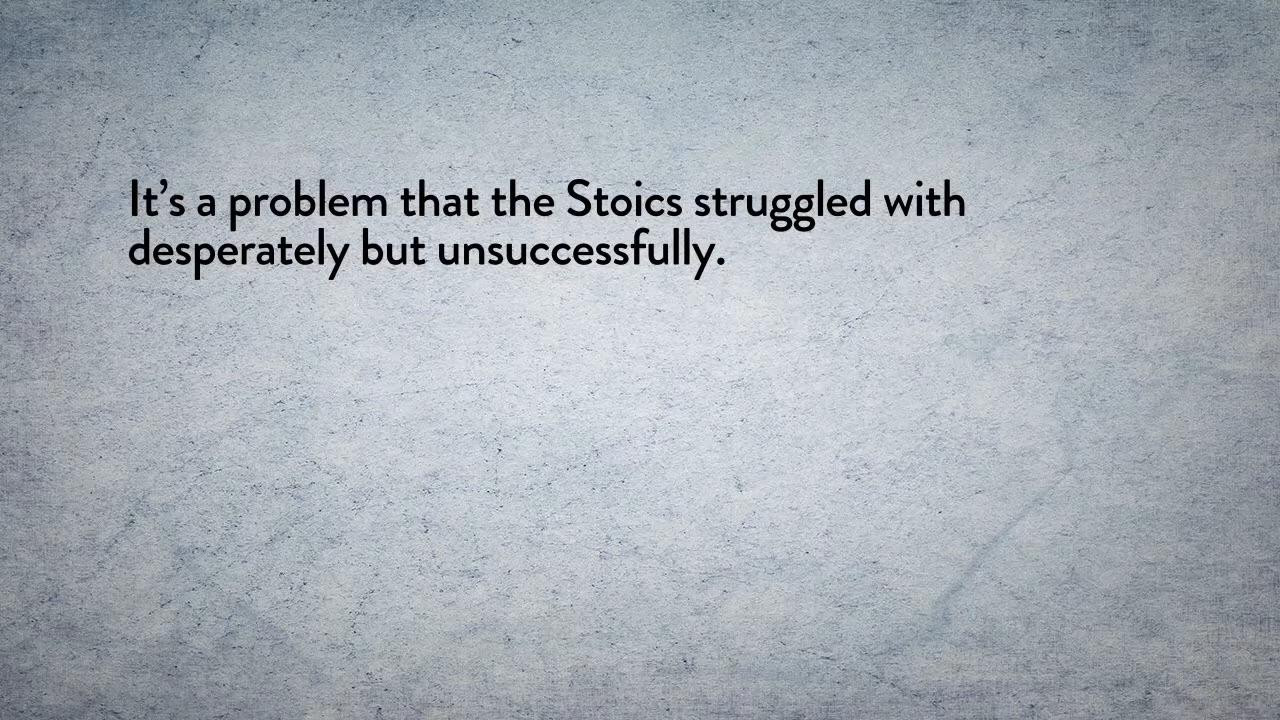 It’s a problem that the Stoics struggled with
desperately but unsuccessfully.